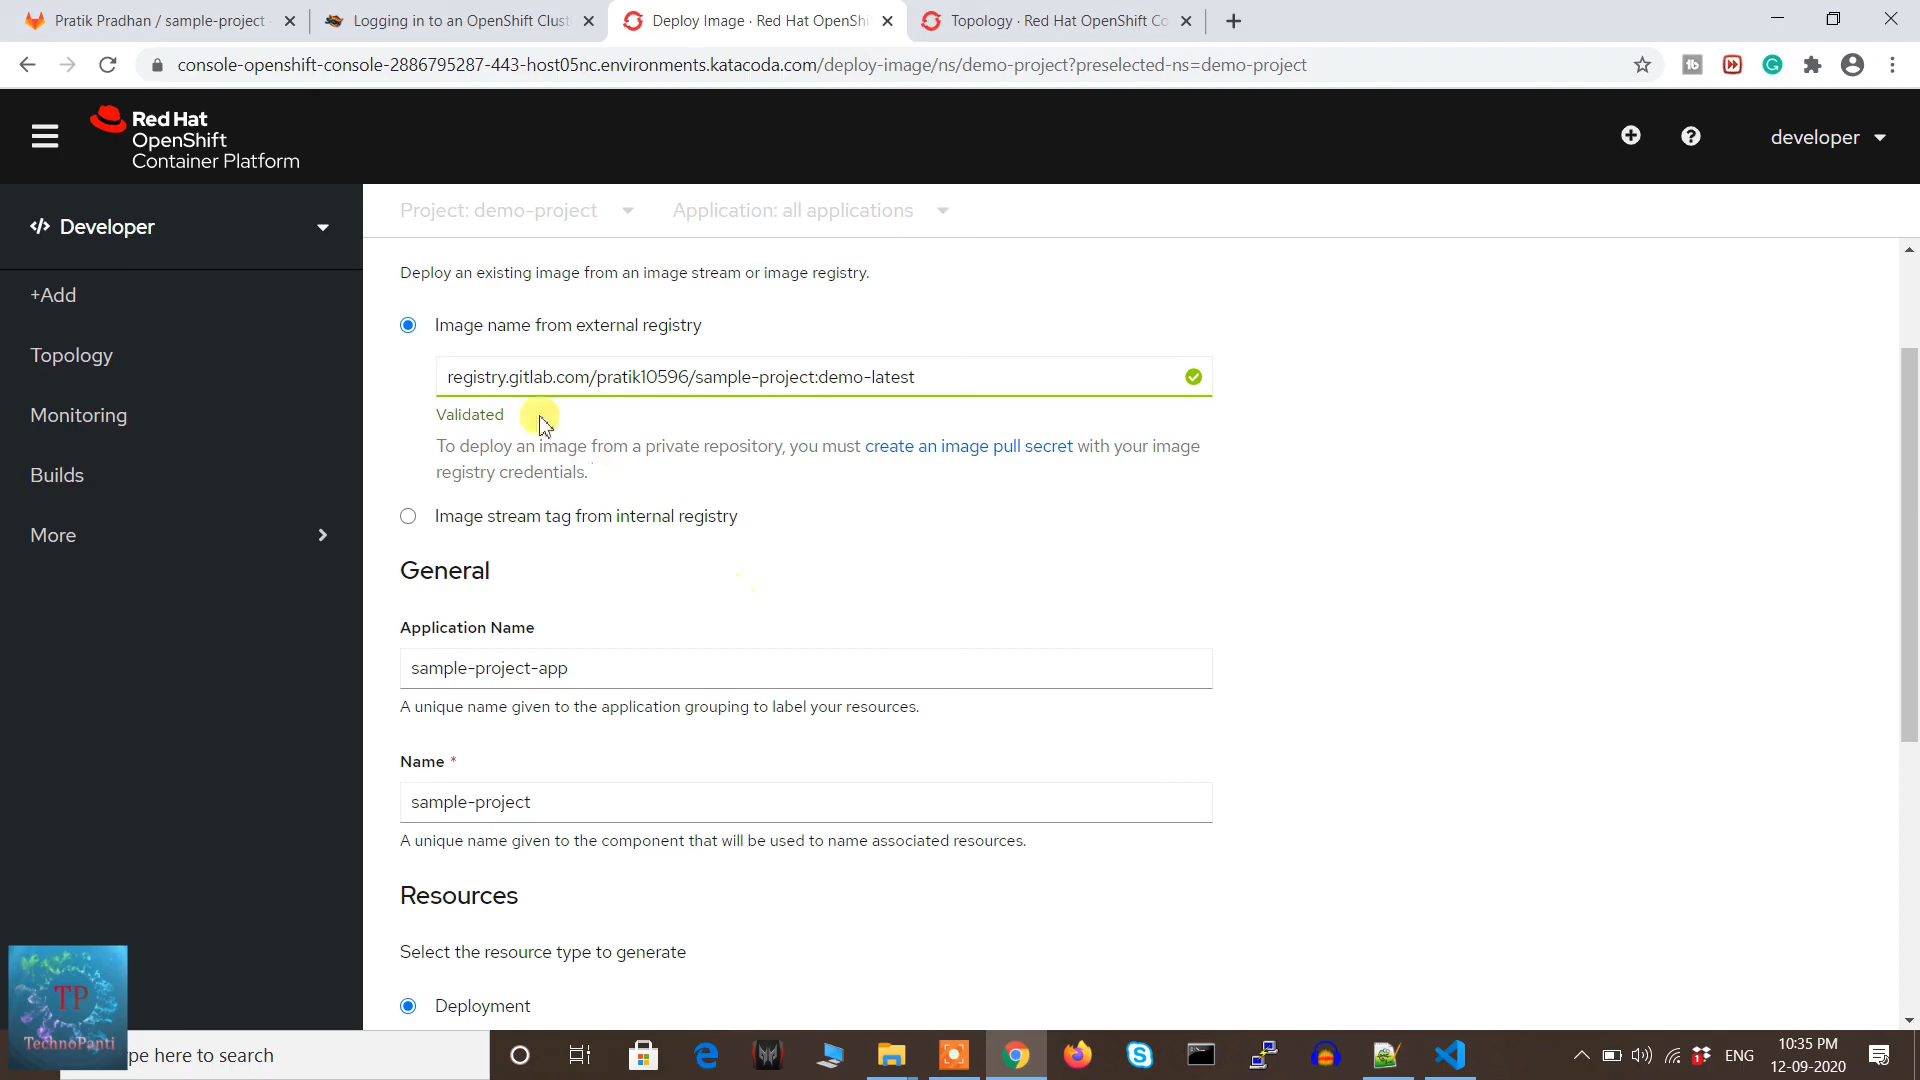 Pratik Pradhan / sample-project
Logging in to an OpenShift Clust
Deploy Image · Red Hat OpenShi
Topology · Red Hat OpenShift Co
console-openshift-console-2886795287-443-host05nc.environments.katacoda.com/deploy-image/ns/demo-project?preselected-ns=demo-project
Red Hat
OpenShift
Container Platform
developer
Developer
Project: demo-project
Application: all applications
+Add
Topology
Monitoring
Builds
More
Deploy an existing image from an image stream or image registry.
Image name from external registry
registry.gitlab.com/pratik10596/sample-project:demo-latest
Validated
To deploy an image from a private repository, you must create an image pull secret with your image
registry credentials.
Image stream tag from internal registry
General
Application Name
sample-project-app
A unique name given to the application grouping to label your resources.
Name *
sample-project
A unique name given to the component that will be used to name associated resources.
Resources
Select the resource type to generate
Deployment
TP
TechnoPanti
pe here to search
ENG
10:35 PM
12-09-2020